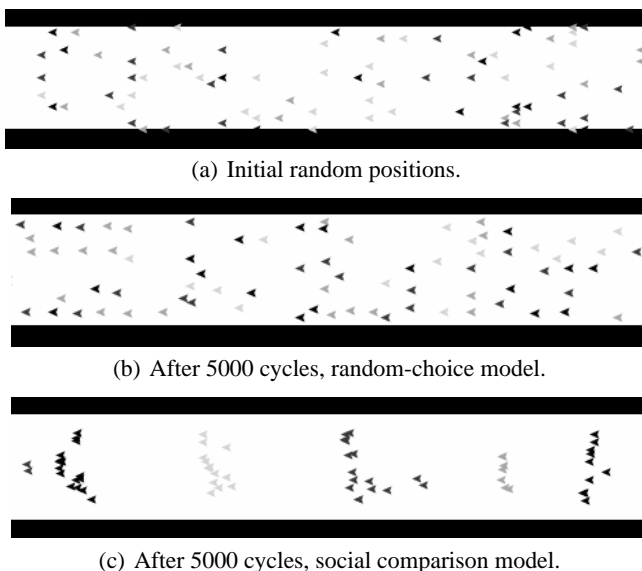 (a) Initial random positions.
(b) After 5000 cycles, random-choice model.
(c) After 5000 cycles, social comparison model.